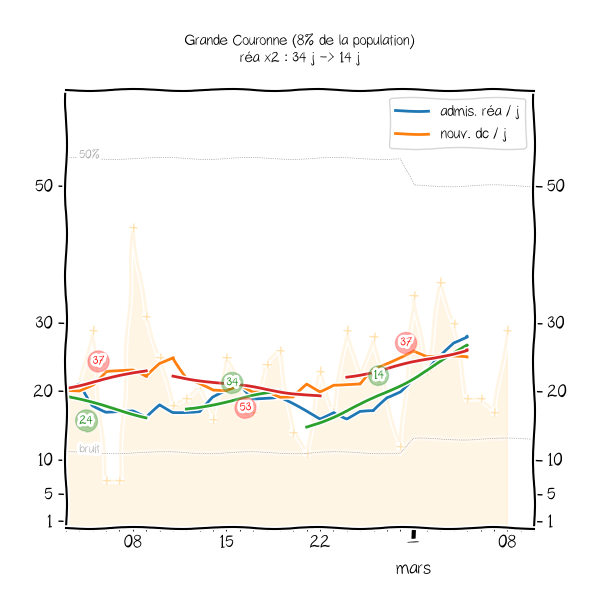 Grande Couronne (8% de la population)
réa x2 : 34 j -> 14 j
admis. réa / j
nouv. dc / j
50%
50 50
30 30
37 37
34 14
20 20
53
24
bruit
10 10
5 5
1 1
08 15 22 1 08
mars